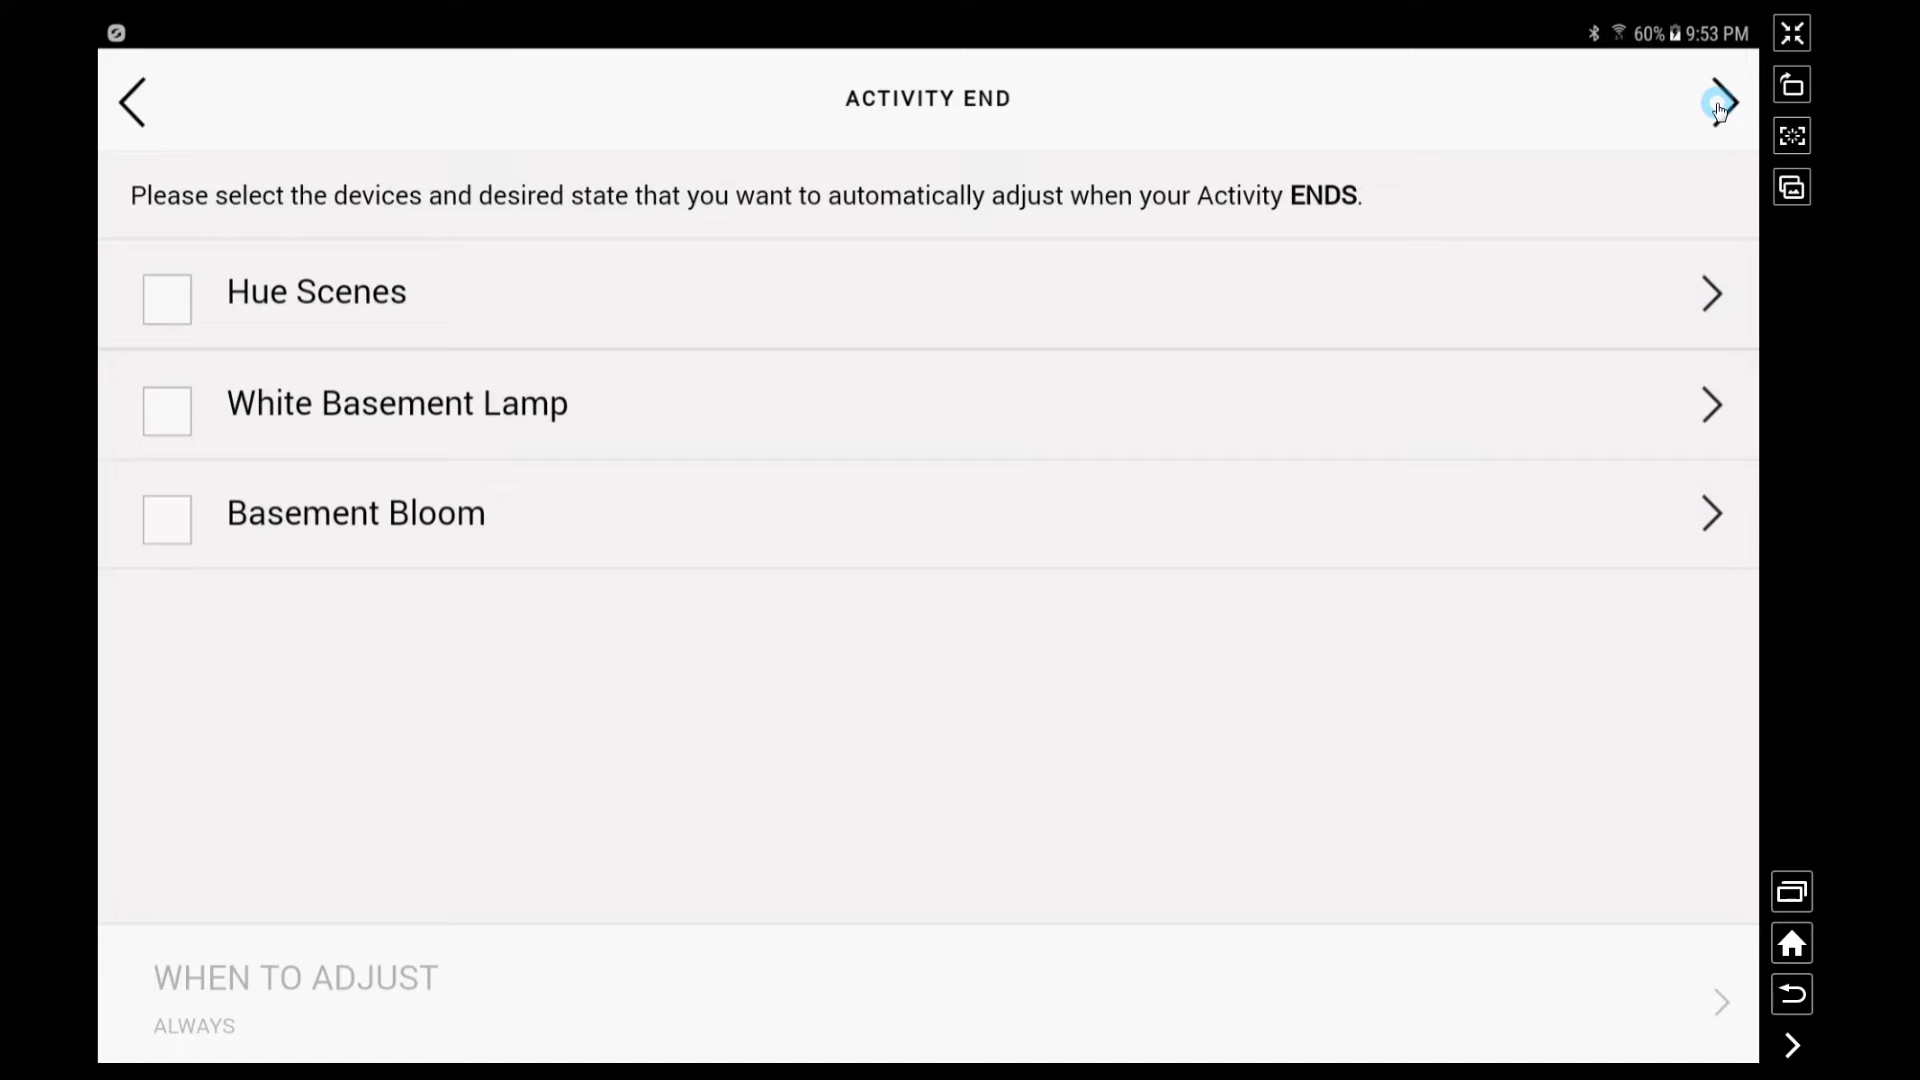 60% 9:53 PM
ACTIVITY END
Please select the devices and desired state that you want to automatically adjust when your Activity ENDS.
Hue Scenes
White Basement Lamp
Basement Bloom
WHEN TO ADJUST
ALWAYS